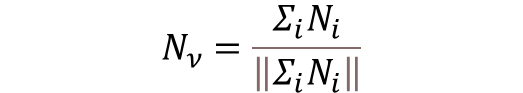 N_ν = Σ_i N_i / ||Σ_i N_i||